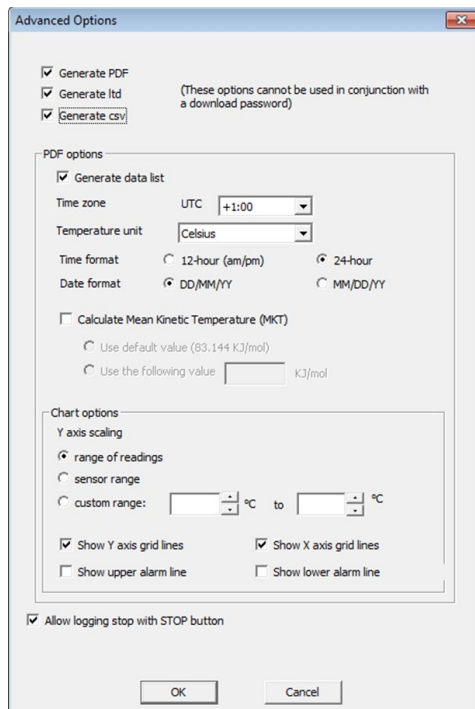 Advanced Options
Generate PDF
Generate ltd
(These options cannot be used in conjunction with
a download password)
Generate csv
PDF options
Generate data list
Time zone UTC +1:00
Temperature unit Celsius
Time format 12-hour (am/pm) 24-hour
Date format DD/MM/YY MM/DD/YY
Calculate Mean Kinetic Temperature (MKT)
Use default value (83.144 KJ/mol)
Use the following value KJ/mol
Chart options
Y axis scaling
range of readings
sensor range
custom range: °C to °C
Show Y axis grid lines Show X axis grid lines
Show upper alarm line Show lower alarm line
Allow logging stop with STOP button
OK Cancel